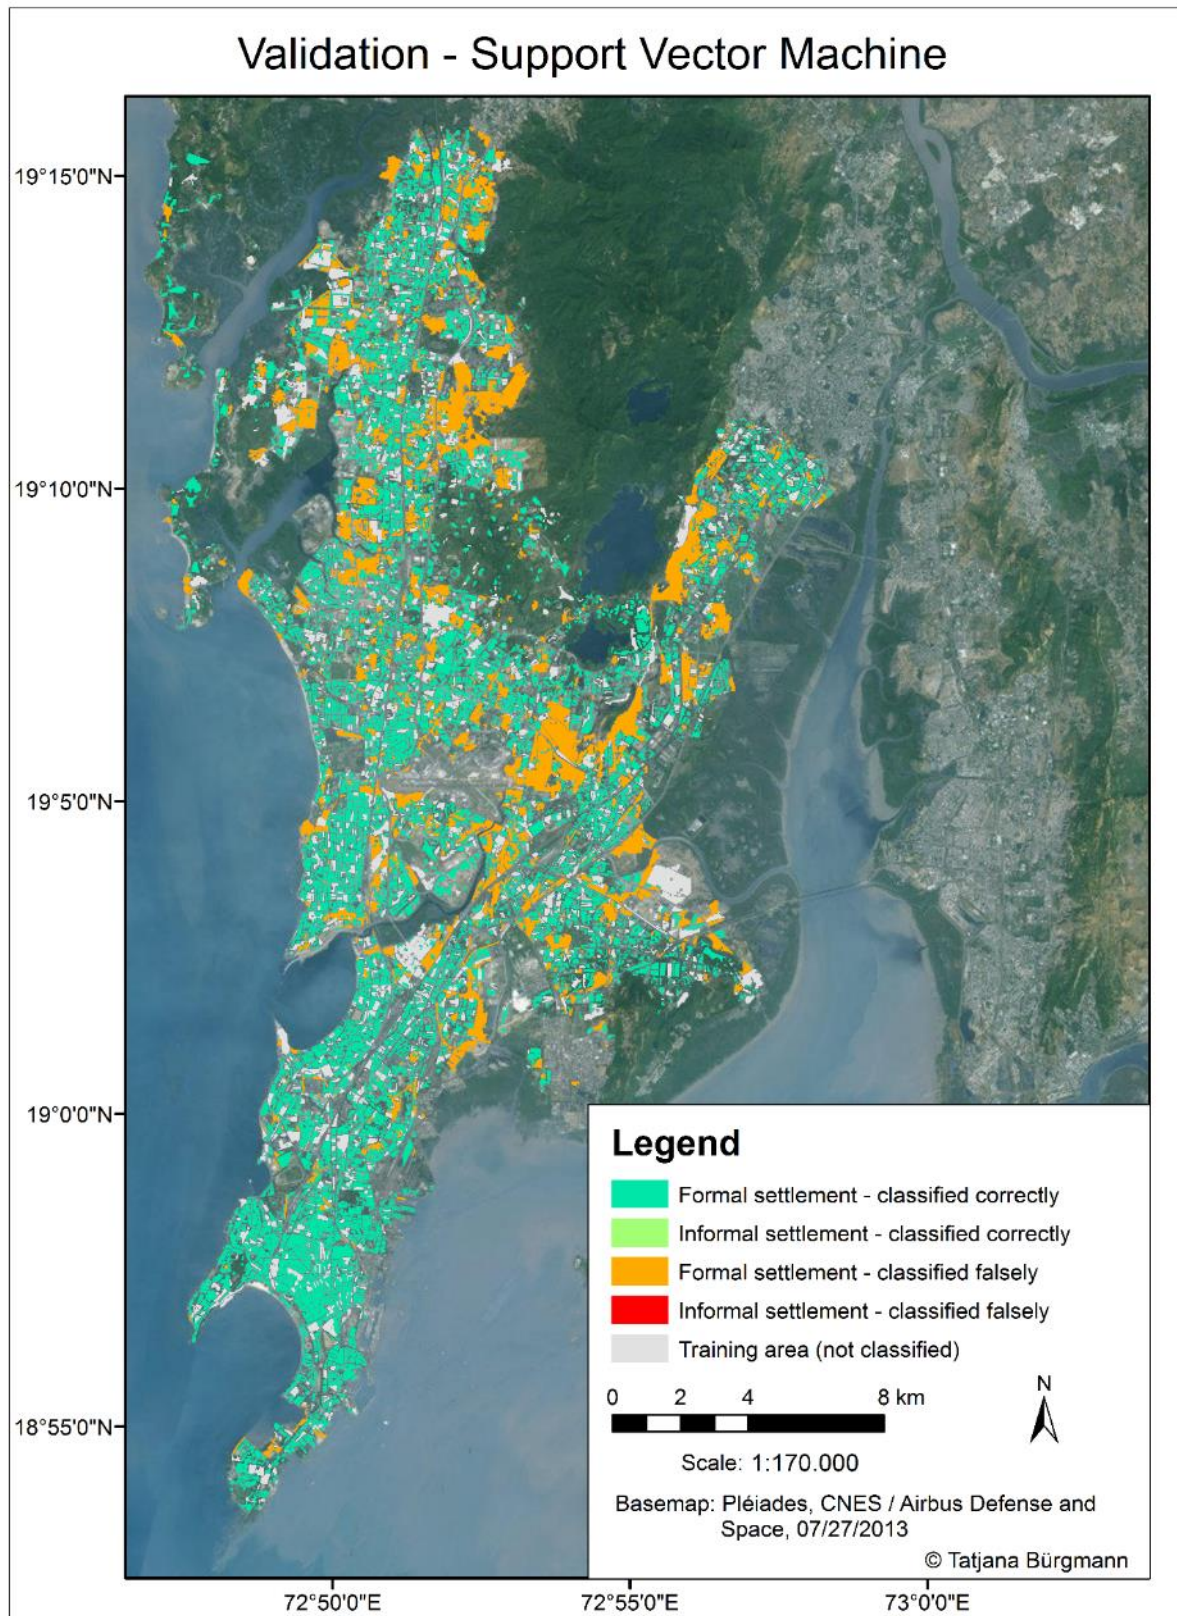 Validation - Support Vector Machine
19°15'0"N
19°10'0"N
19°5'0"N
19°0'0"N
18°55'0"N
Legend
Formal settlement - classified correctly
Informal settlement - classified correctly
Formal settlement - classified falsely
Informal settlement - classified falsely
Training area (not classified)
0 2 4 8 km
N
Scale: 1:170.000
Basemap: Pléiades, CNES / Airbus Defense and
Space, 07/27/2013
© Tatjana Bürgmann
72°50'0"E 72°55'0"E 73°0'0"E